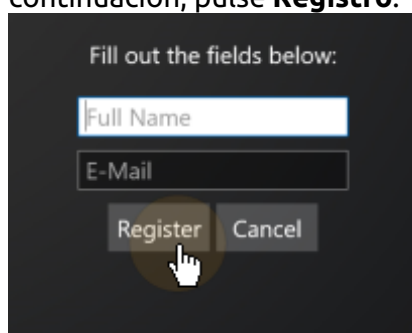 continuación, pulse Registro.
Fill out the fields below:
Full Name
E-Mail
Register Cancel